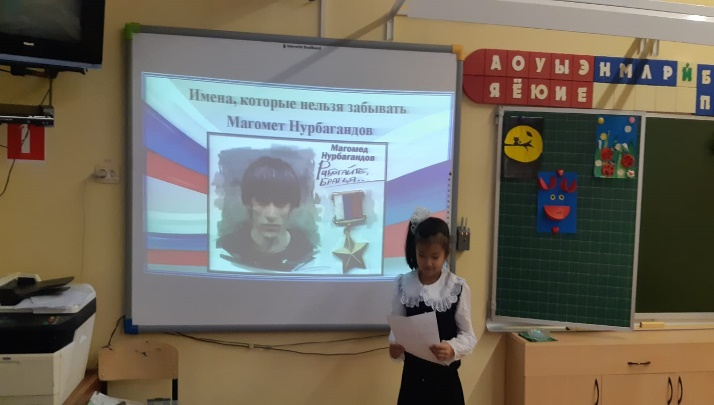 Имена, которые нельзя забывать
Магомет Нурбагандов
Магомед
Нурбагандов
Работайте,
братья...
А О У Ы Э
Я Ё Ю И Е
Н М Л Р Й
Б
П